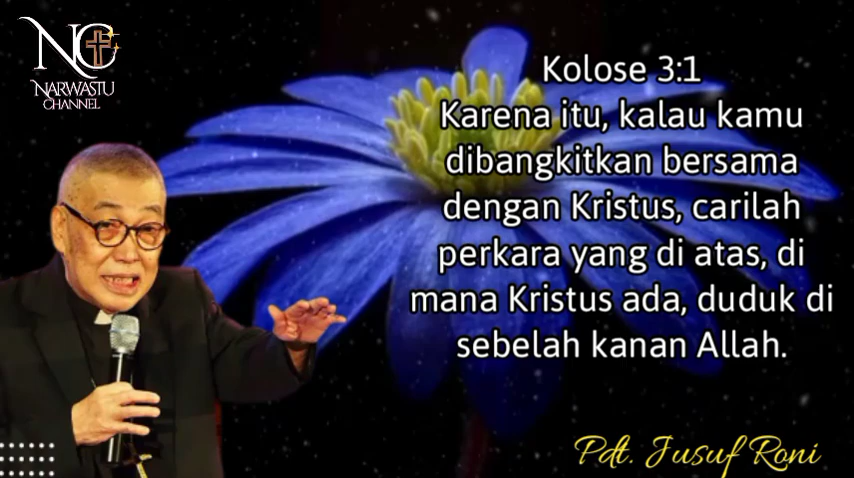 NC
NARWASTU
CHANNEL
Kolose 3:1
Karena itu, kalau kamu
dibangkitkan bersama
dengan Kristus, carilah
perkara yang di atas, di
mana Kristus ada, duduk di
sebelah kanan Allah.
Pdt. Jusuf Roni